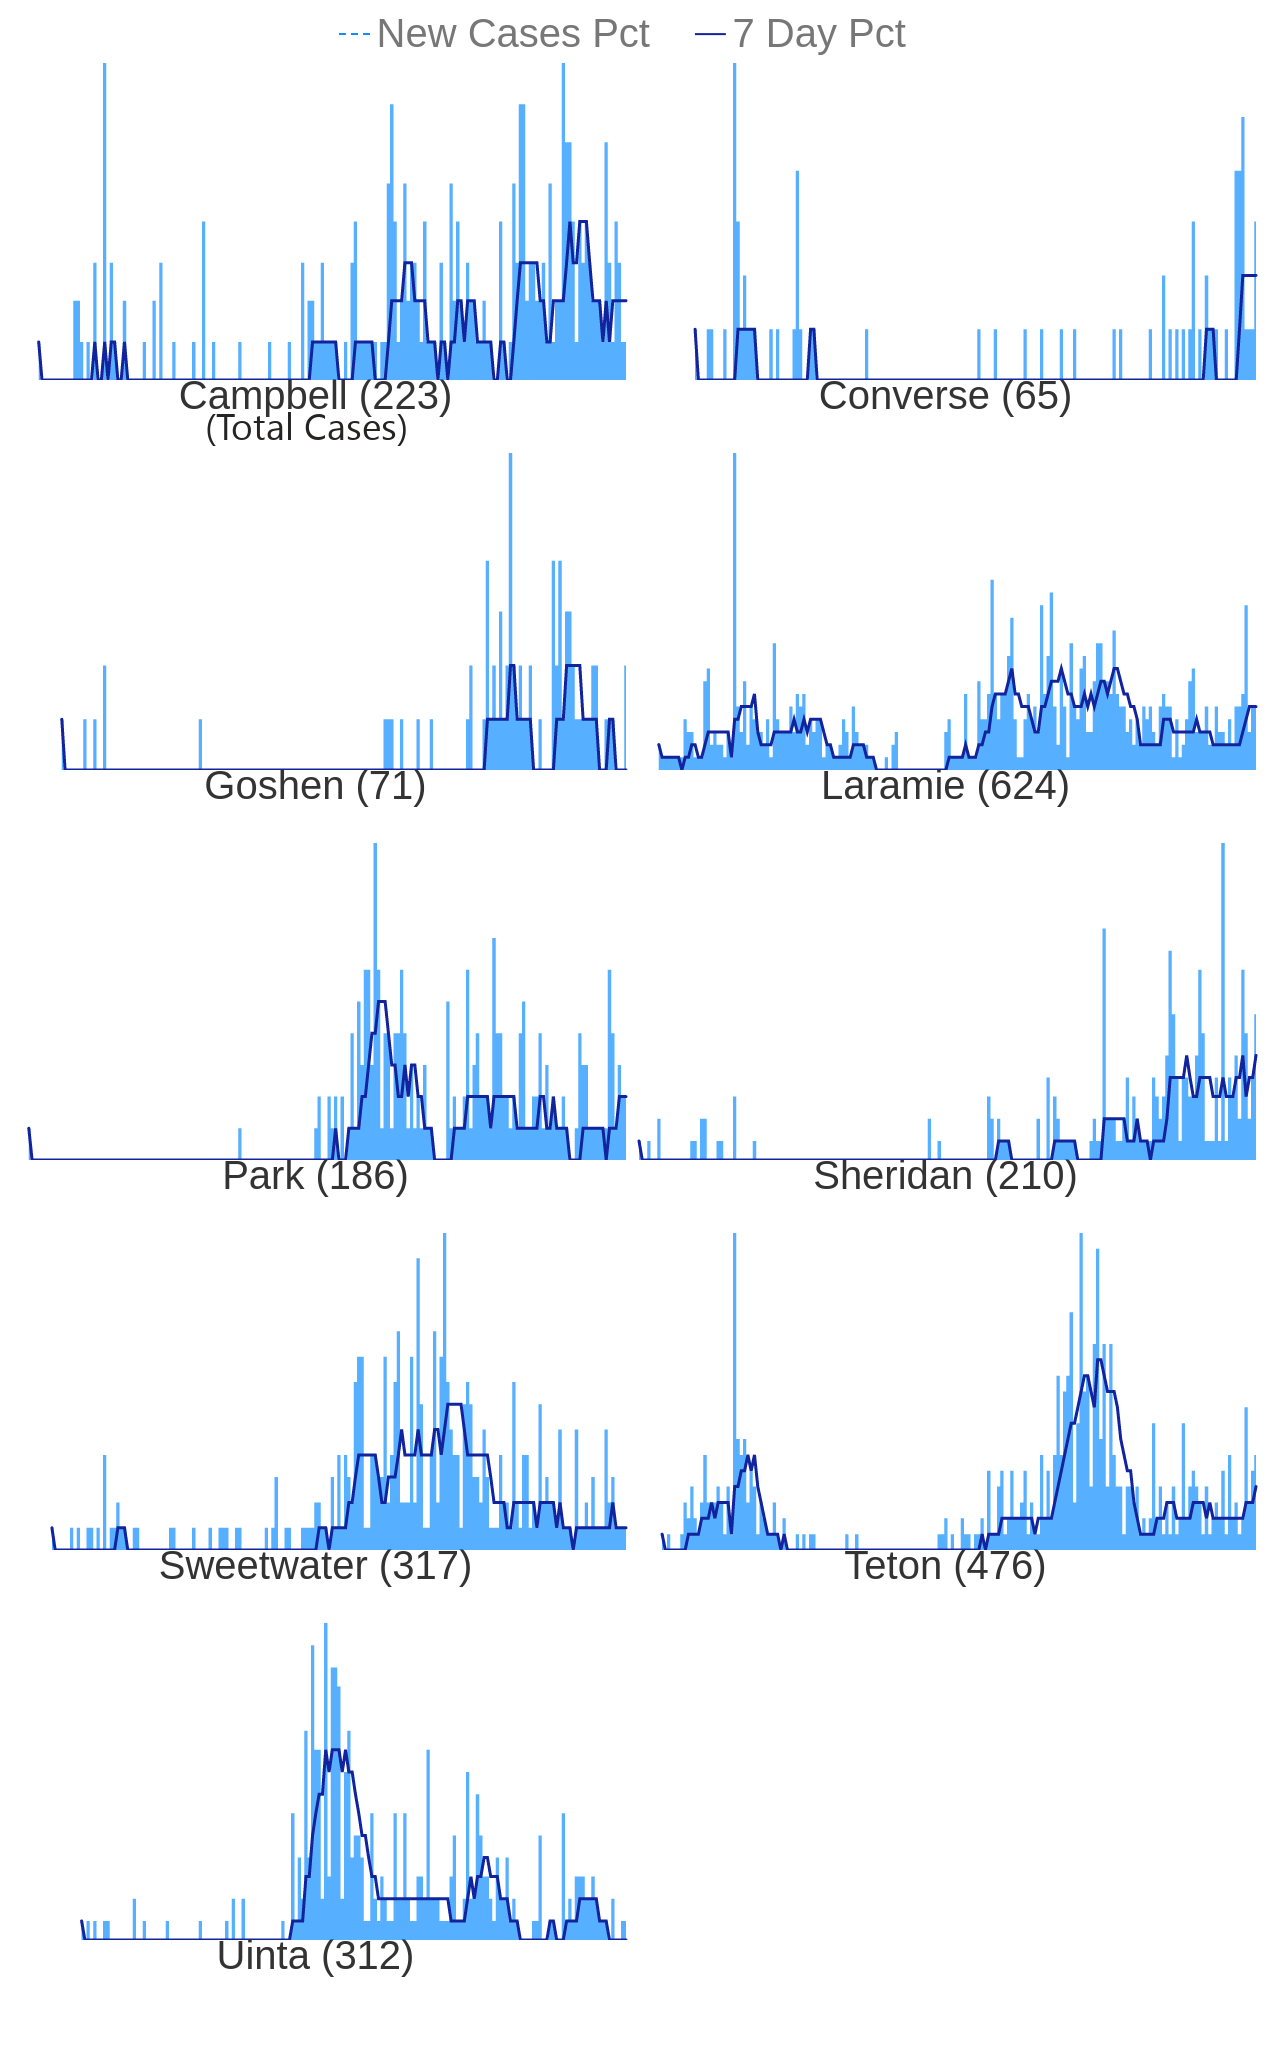 New Cases Pct 7 Day Pct
Campbell (223) Converse (65)
(Total Cases)
Goshen (71) Laramie (624)
Park (186) Sheridan (210)
Sweetwater (317) Teton (476)
Uinta (312)